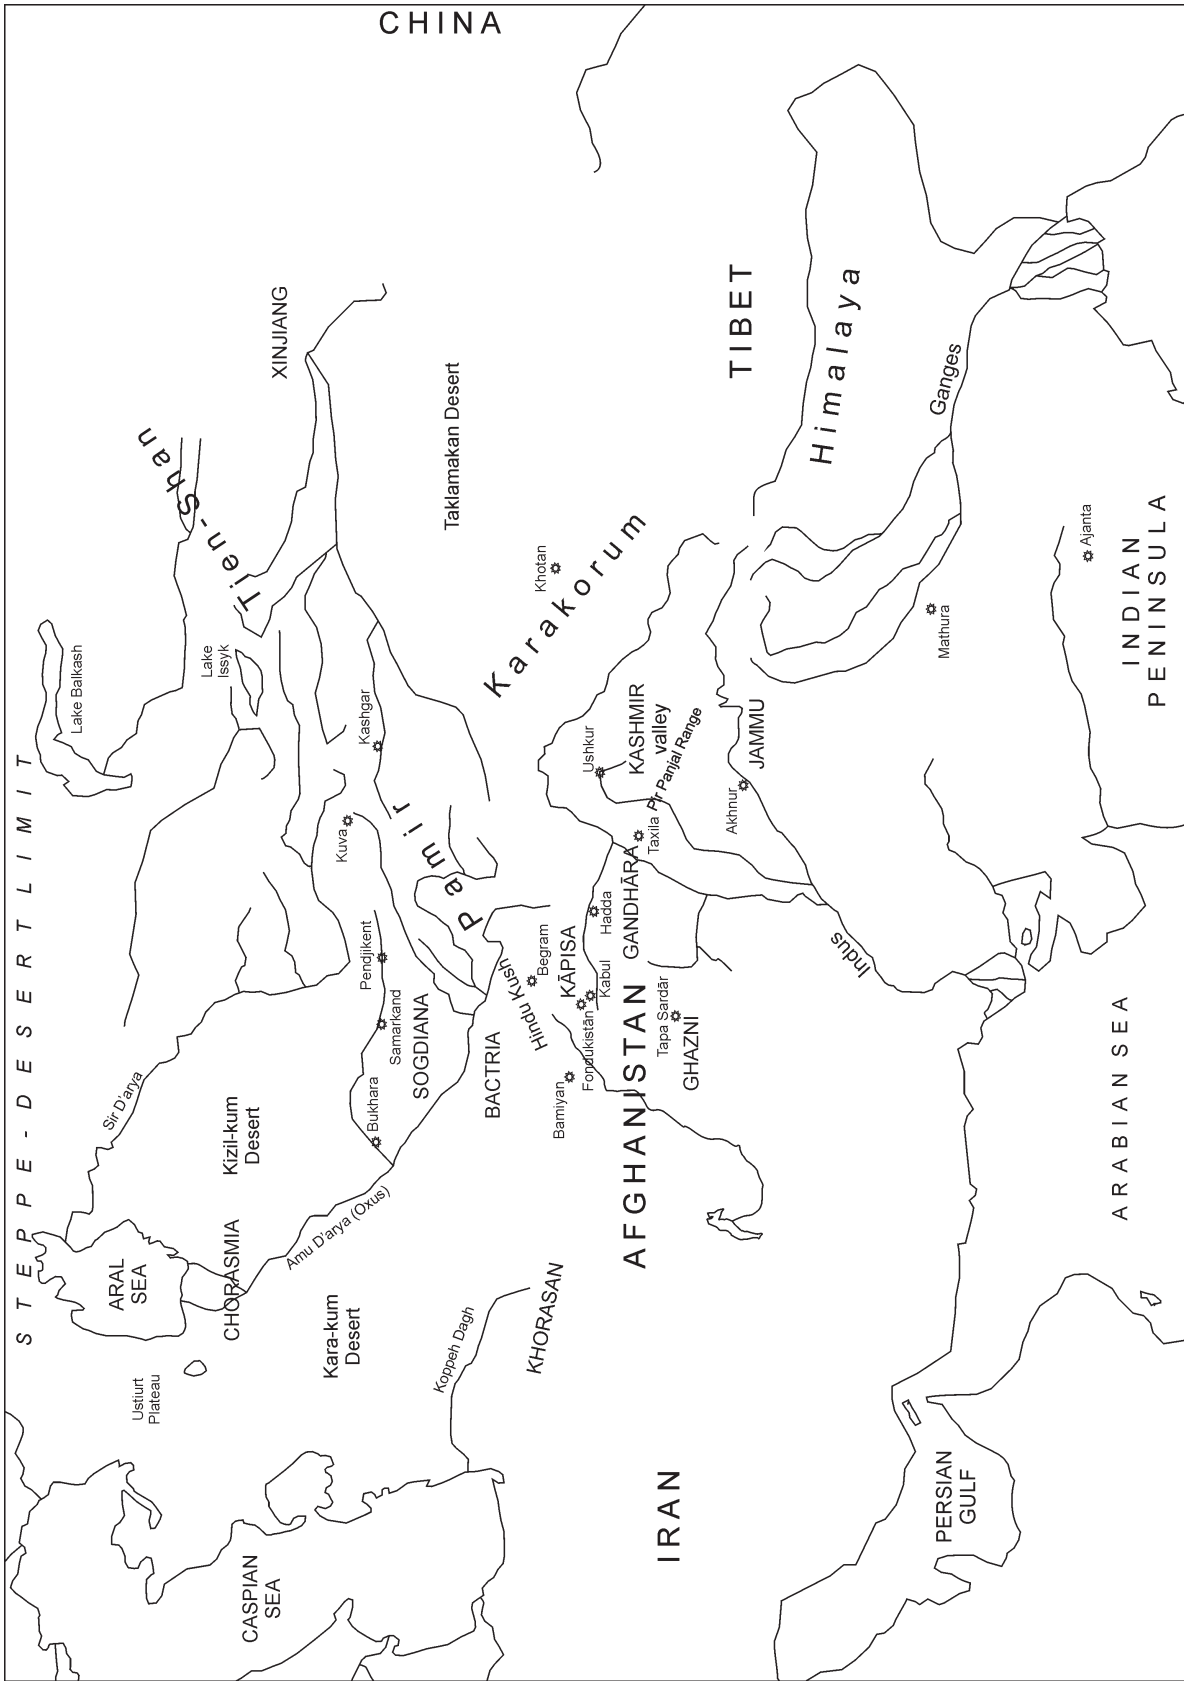 STEPPE-DESERT LIMIT
Lake Balkash
ARAL
SEA
Ustiurt
Plateau
Sir D'arya
Tien-Shan
Lake
Issyk
XINJIANG
CHINA
CHORASMIA
Kizil-kum
Desert
CASPIAN
SEA
Kara-kum
Desert
Amu D'arya (Oxus)
Bukhara
Samarkand
Pendjikent
Kuva
Kashgar
SOGDIANA
Pamir
Taklamakan Desert
Koppeh Dagh
BACTRIA
Hindu Kush
Khotan
Karakorum
KHORASAN
Bamiyan
Begram
KĀPISA
Fondukistān
Kabul
Hadda
Ushkur
KASHMIR
valley
AFGHANISTAN
GANDHĀRA
Taxila
Pir Panjal Range
Tapa Sardār
GHAZNI
IRAN
Akhnur
JAMMU
TIBET
Himalaya
Indus
Mathura
Ganges
PERSIAN
GULF
Ajanta
ARABIAN SEA
INDIAN
PENINSULA